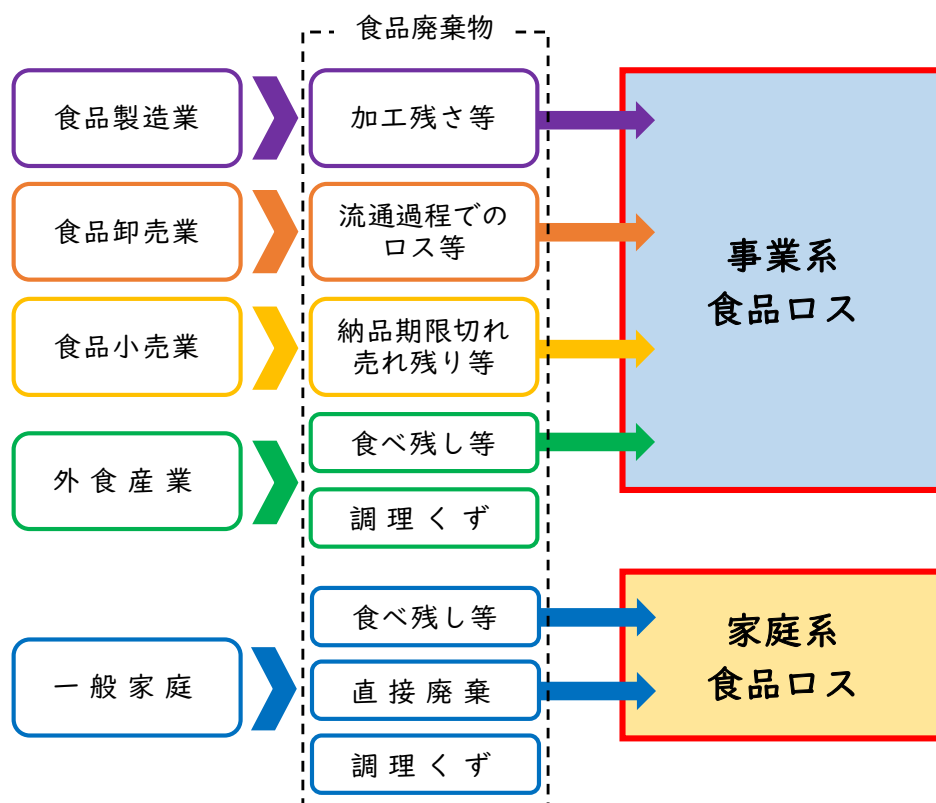 食品廃棄物
食品製造業
加工残さ等
食品卸売業
流通過程での
ロス等
食品小売業
納品期限切れ
売れ残り等
外食産業
食べ残し等
調理くず
事業系
食品ロス
一般家庭
食べ残し等
直接廃棄
調理くず
家庭系
食品ロス